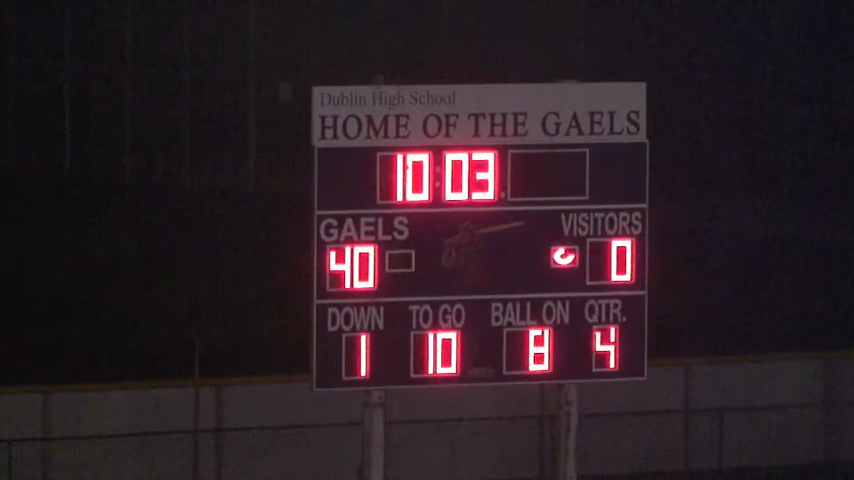 Dublin High School
HOME OF THE GAELS
10:03
GAELS VISITORS
40 0
DOWN TO GO BALL ON QTR.
1 10 8 4